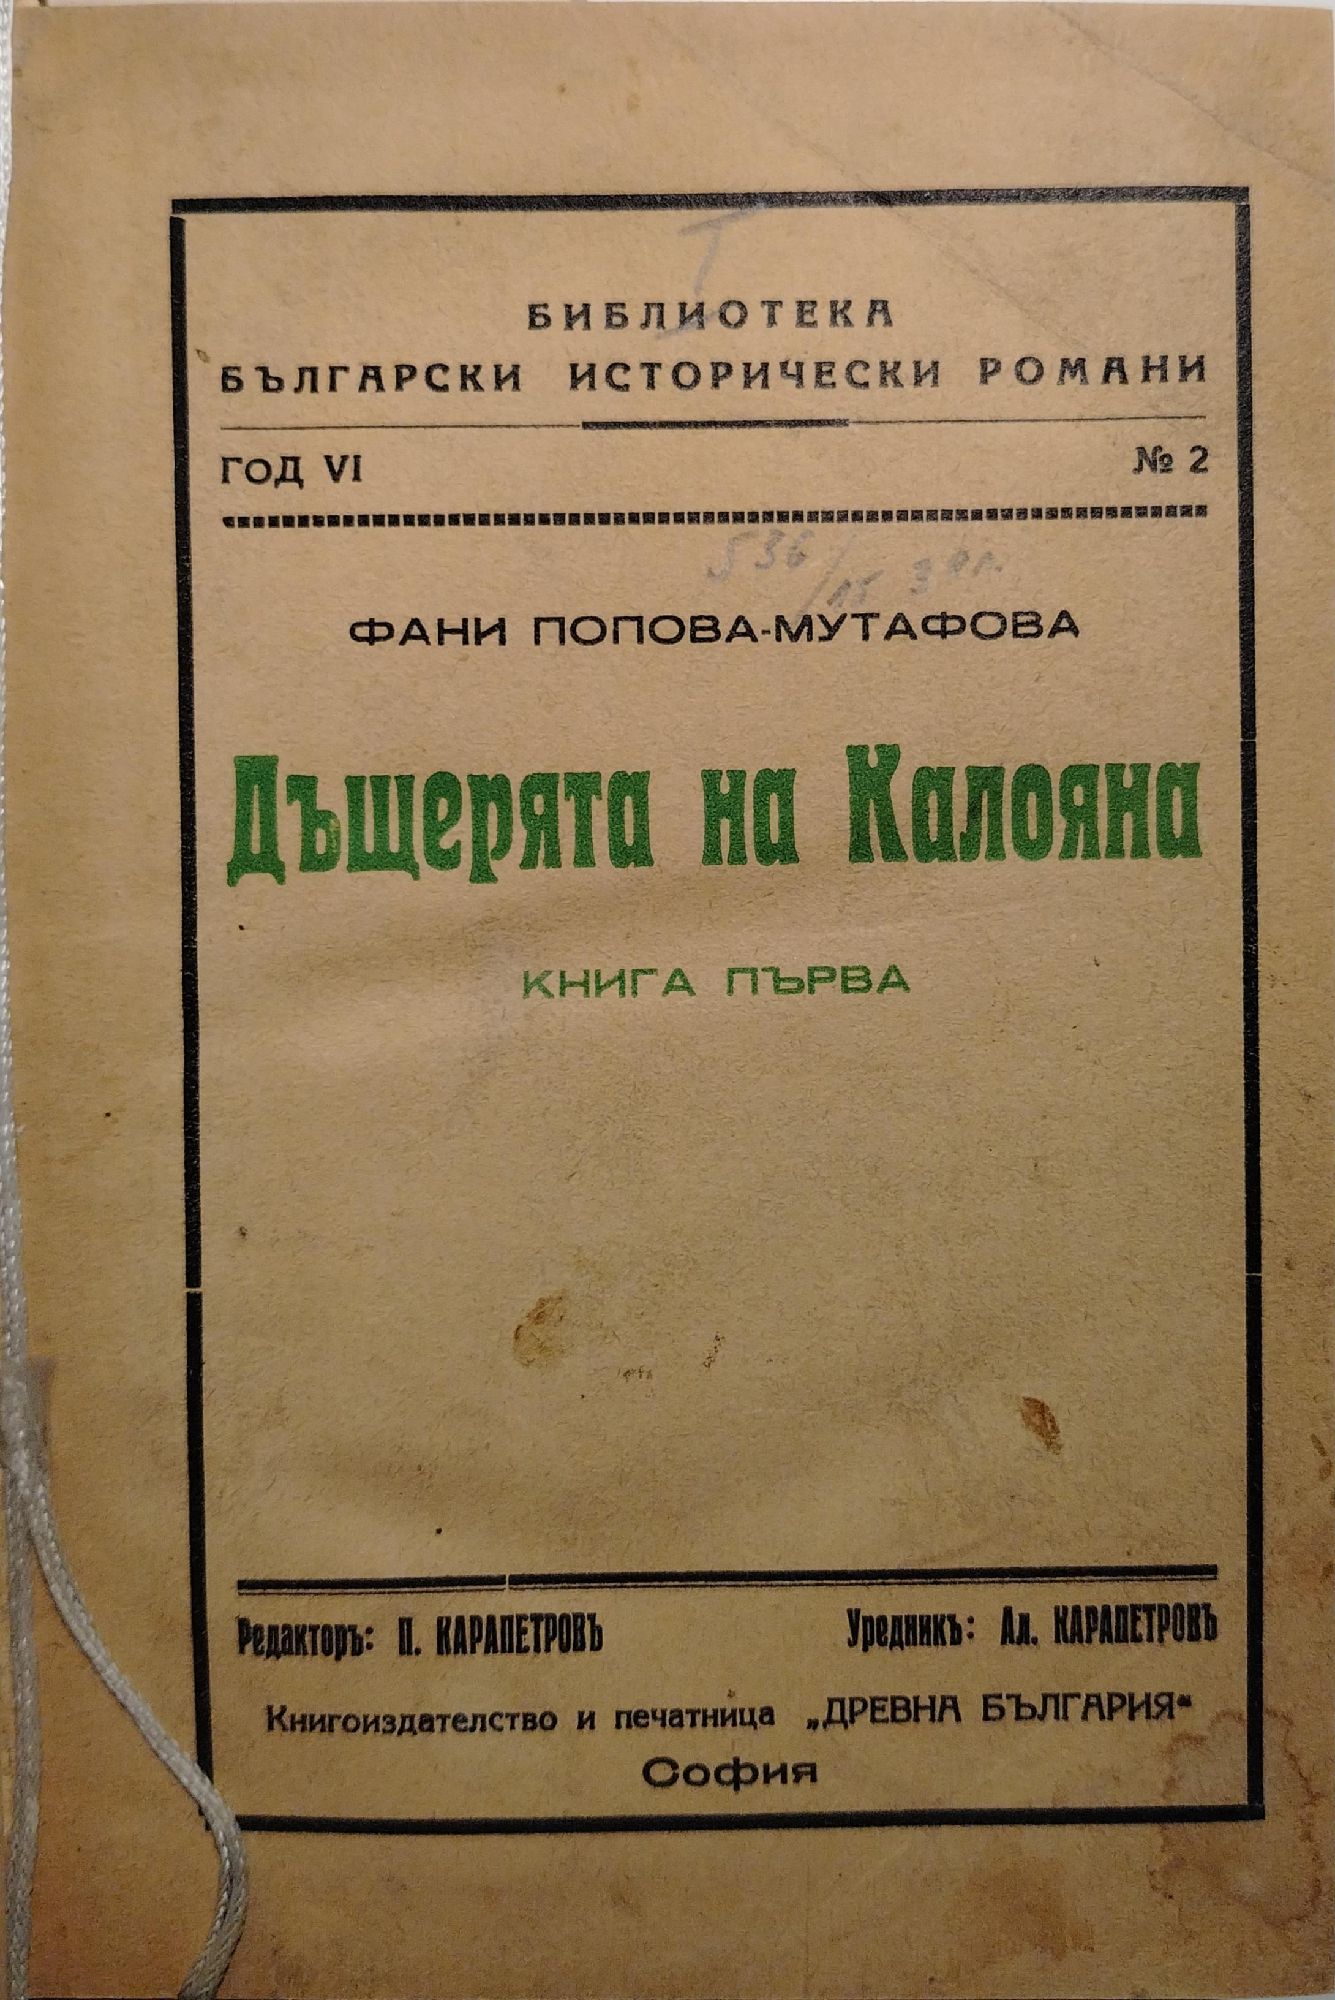 БИБЛИОТЕКА
БЪЛГАРСКИ ИСТОРИЧЕСКИ РОМАНИ
ГОД VI № 2
536
ФАНИ ПОПОВА-МУТАФОВА
Дъщерята на Калояна
КНИГА ПЪРВА
Редакторъ: П. КАРАПЕТРОВЪ Уредникъ: Ал. КАРАПЕТРОВЪ
Книгоиздателство и печатница „ДРЕВНА БЪЛГАРИЯ“
София